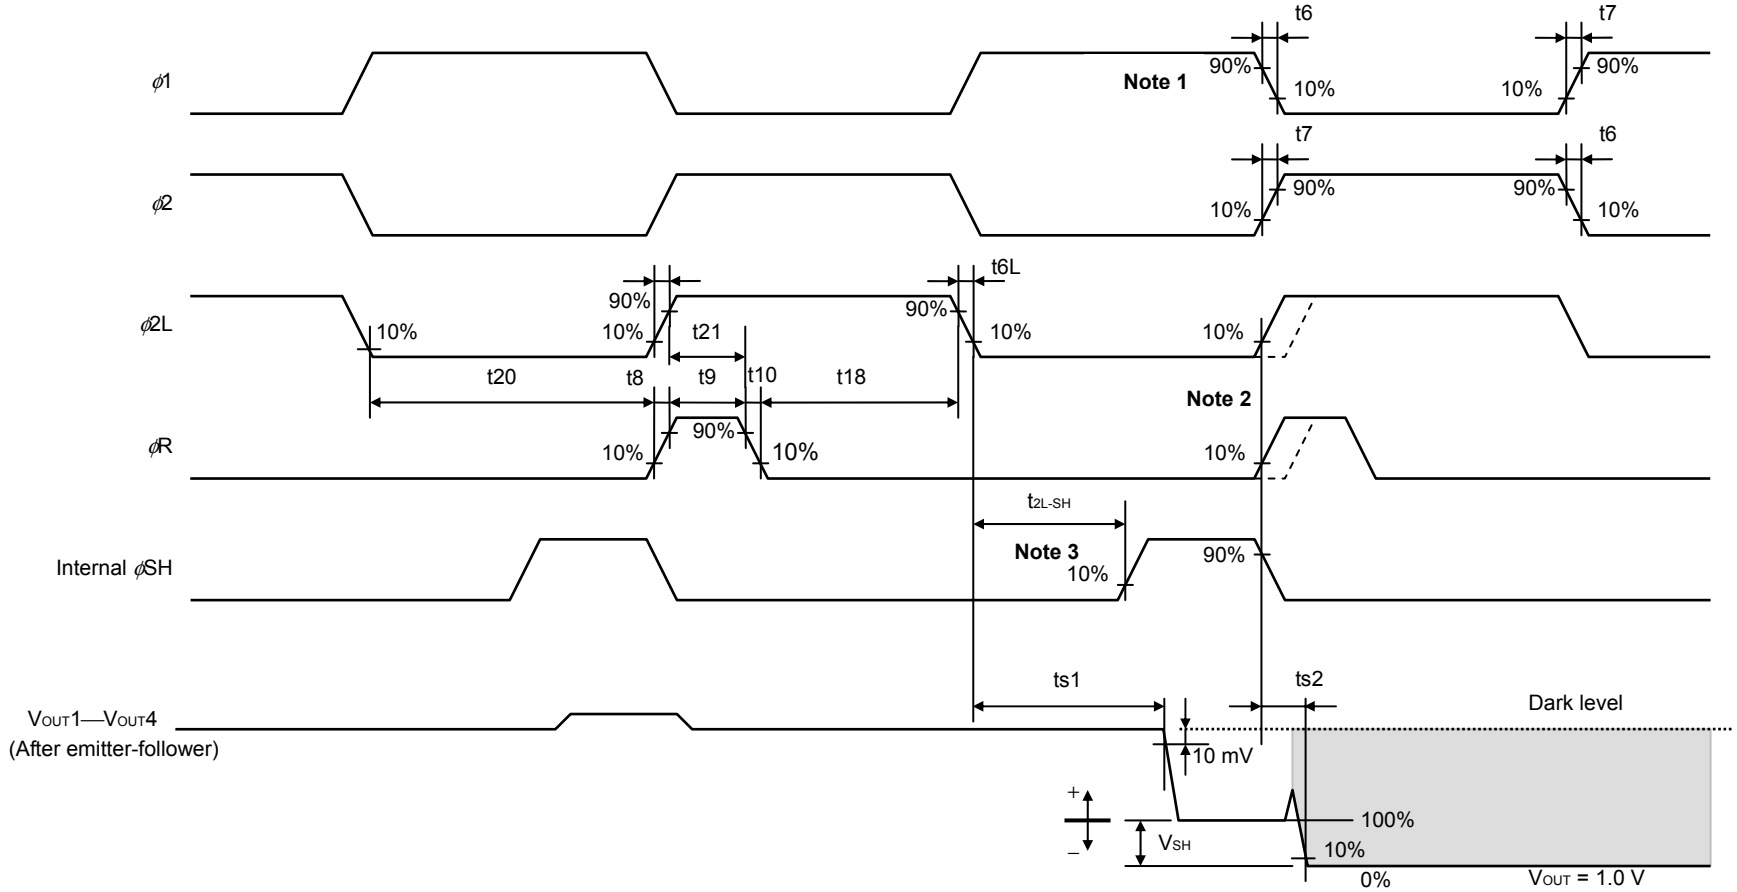 t6
t7
ϕ1
90%
Note 1
10%
10%
90%
t7
t6
ϕ2
10%
90%
90%
10%
t6L
ϕ2L
10%
90%
10%
t21
90%
10%
10%
t20
t8
t9
t10
t18
Note 2
ϕR
10%
90%
10%
10%
t2L-SH
Internal ϕSH
Note 3
10%
90%
ts1
ts2
Dark level
VOUT1—VOUT4
(After emitter-follower)
10 mV
+
−
VSH
100%
10%
0%
VOUT = 1.0 V